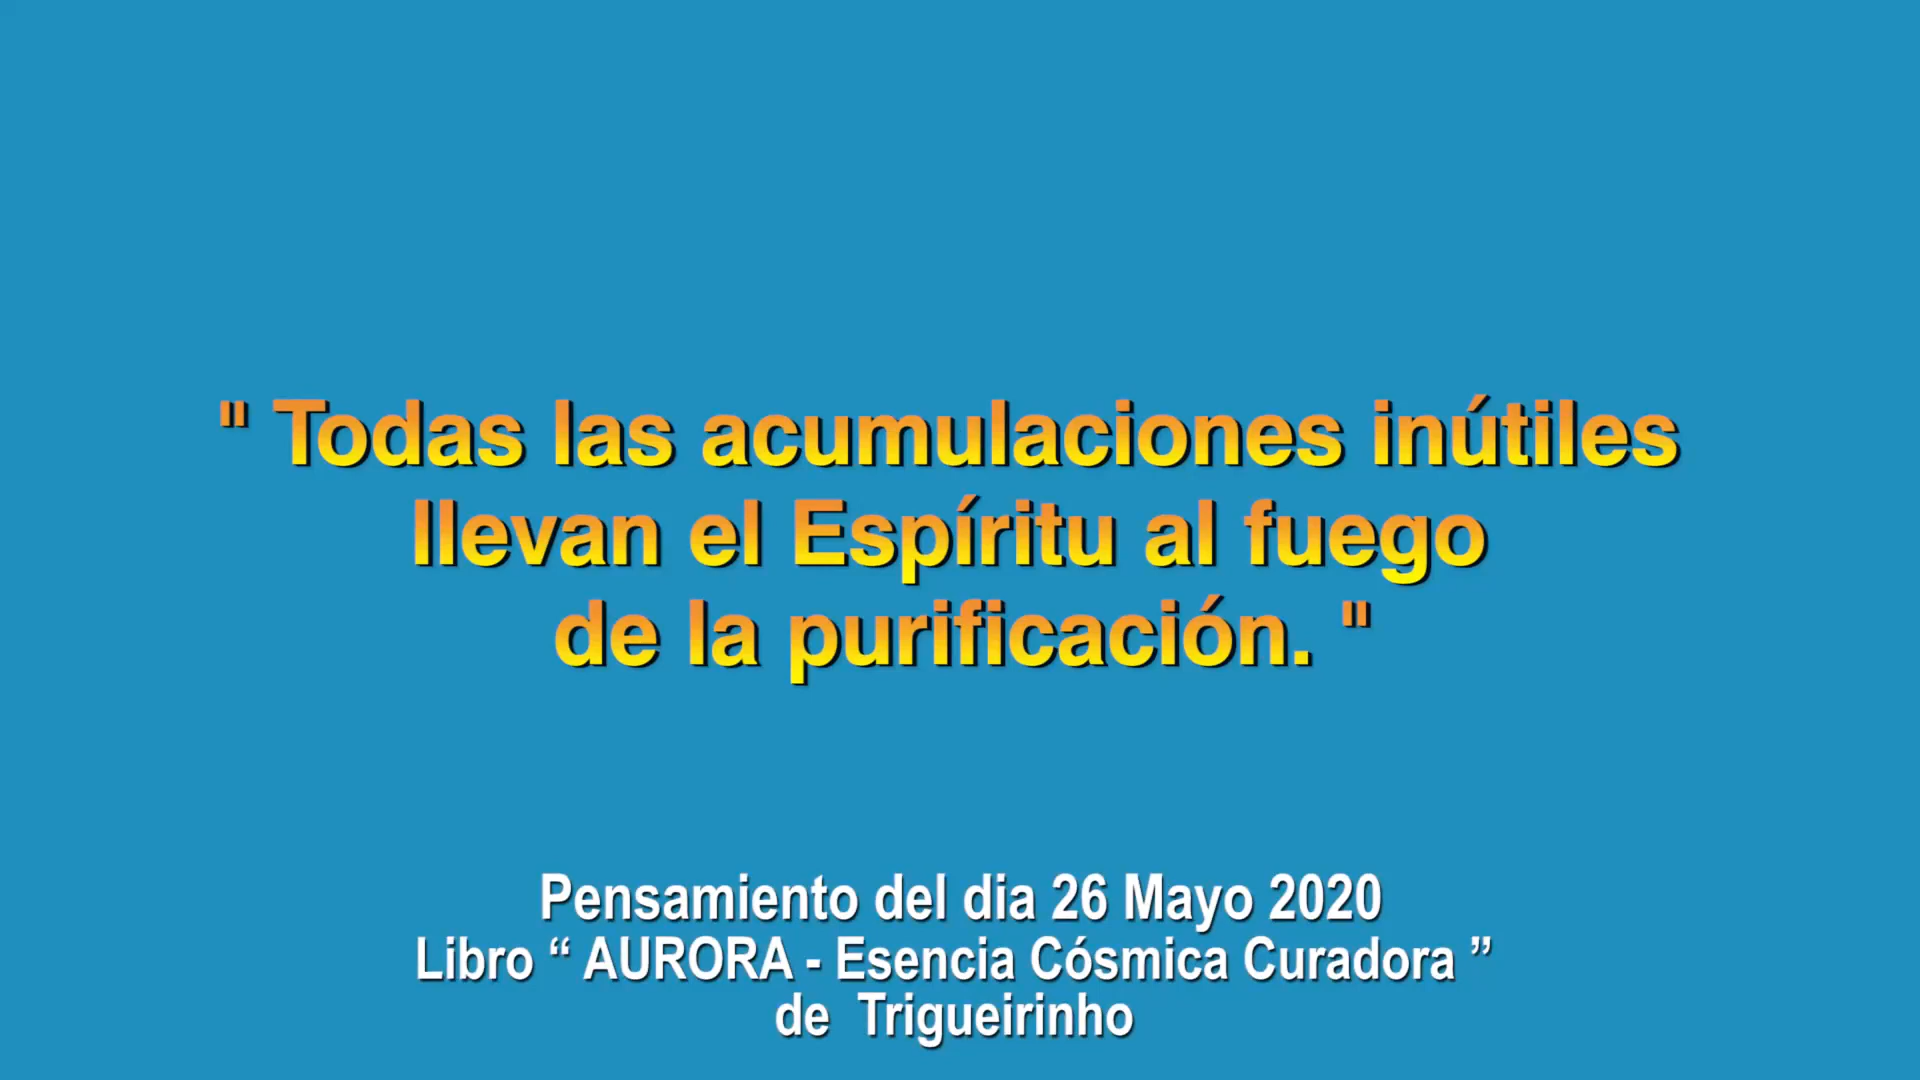 " Todas las acumulaciones inútiles
llevan el Espíritu al fuego
de la purificación. "
Pensamiento del dia 26 Mayo 2020
Libro “ AURORA - Esencia Cósmica Curadora ”
de Trigueirinho